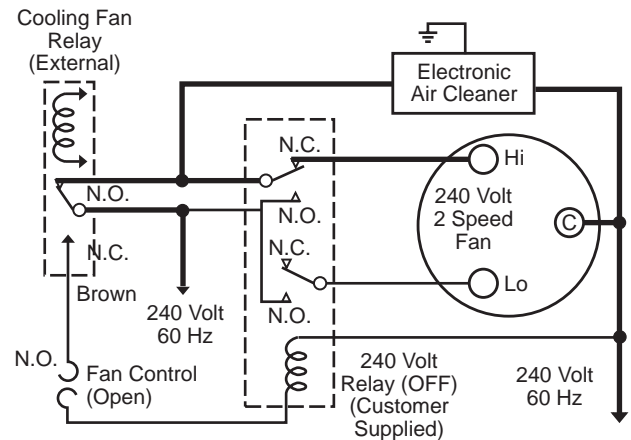 Cooling Fan
Relay
(External)
Electronic
Air Cleaner
N.C.
Hi
N.O.
240 Volt
2 Speed
Fan
C
N.O.
N.C.
N.C.
Lo
Brown
240 Volt
60 Hz
N.O.
N.O.
Fan Control
(Open)
240 Volt
Relay (OFF)
(Customer
Supplied)
240 Volt
60 Hz